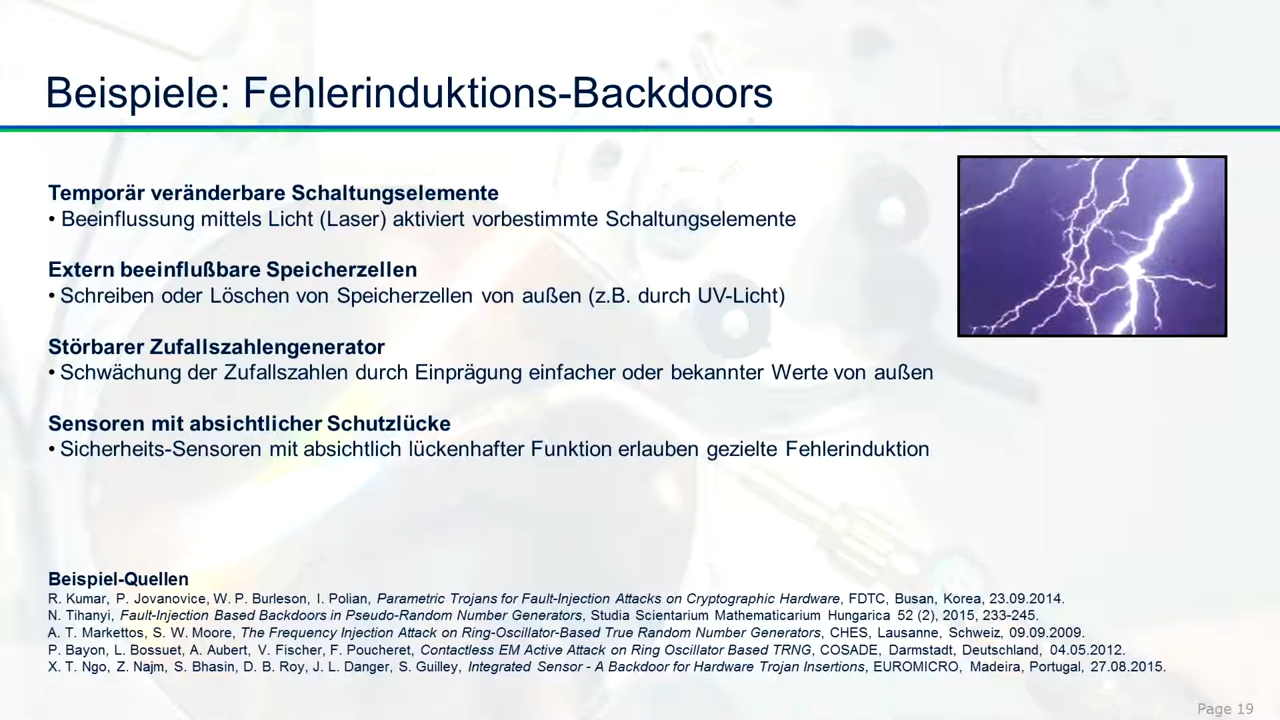 Beispiele: Fehlerinduktions-Backdoors
Temporär veränderbare Schaltungselemente
• Beeinflussung mittels Licht (Laser) aktiviert vorbestimmte Schaltungselemente
Extern beeinflußbare Speicherzellen
• Schreiben oder Löschen von Speicherzellen von außen (z.B. durch UV-Licht)
Störbarer Zufallszahlengenerator
• Schwächung der Zufallszahlen durch Einprägung einfacher oder bekannter Werte von außen
Sensoren mit absichtlicher Schutzlücke
• Sicherheits-Sensoren mit absichtlich lückenhafter Funktion erlauben gezielte Fehlerinduktion
Beispiel-Quellen
R. Kumar, P. Jovanovice, W. P. Burleson, I. Polian, Parametric Trojans for Fault-Injection Attacks on Cryptographic Hardware, FDTC, Busan, Korea, 23.09.2014.
N. Tihanyi, Fault-Injection Based Backdoors in Pseudo-Random Number Generators, Studia Scientarium Mathematicarium Hungarica 52 (2), 2015, 233-245.
A. T. Markettos, S. W. Moore, The Frequency Injection Attack on Ring-Oscillator-Based True Random Number Generators, CHES, Lausanne, Schweiz, 09.09.2009.
P. Bayon, L. Bossuet, A. Aubert, V. Fischer, F. Poucheret, Contactless EM Active Attack on Ring Oscillator Based TRNG, COSADE, Darmstadt, Deutschland, 04.05.2012.
X. T. Ngo, Z. Najm, S. Bhasin, D. B. Roy, J. L. Danger, S. Guilley, Integrated Sensor - A Backdoor for Hardware Trojan Insertions, EUROMICRO, Madeira, Portugal, 27.08.2015.
Page 19